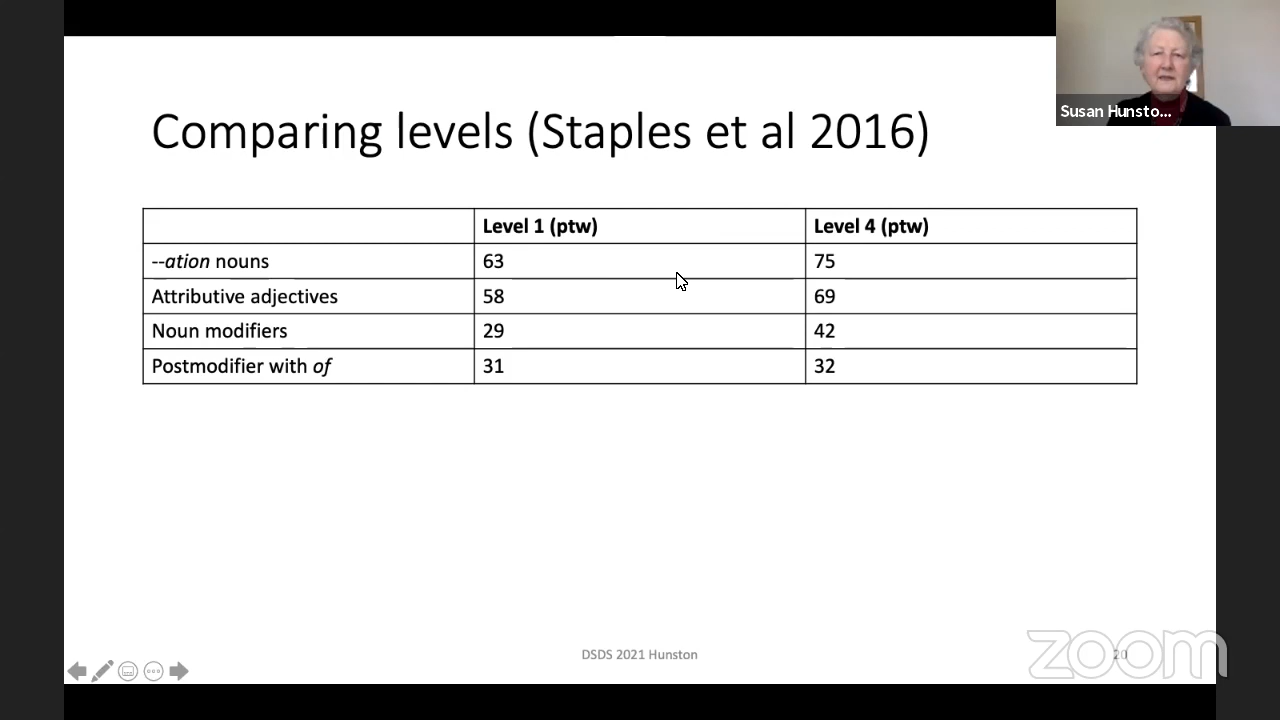 Susan Hunsto...
Comparing levels (Staples et al 2016)
Level 1 (ptw) Level 4 (ptw)
--ation nouns 63 75
Attributive adjectives 58 69
Noun modifiers 29 42
Postmodifier with of 31 32
DSDS 2021 Hunston
20
zoom